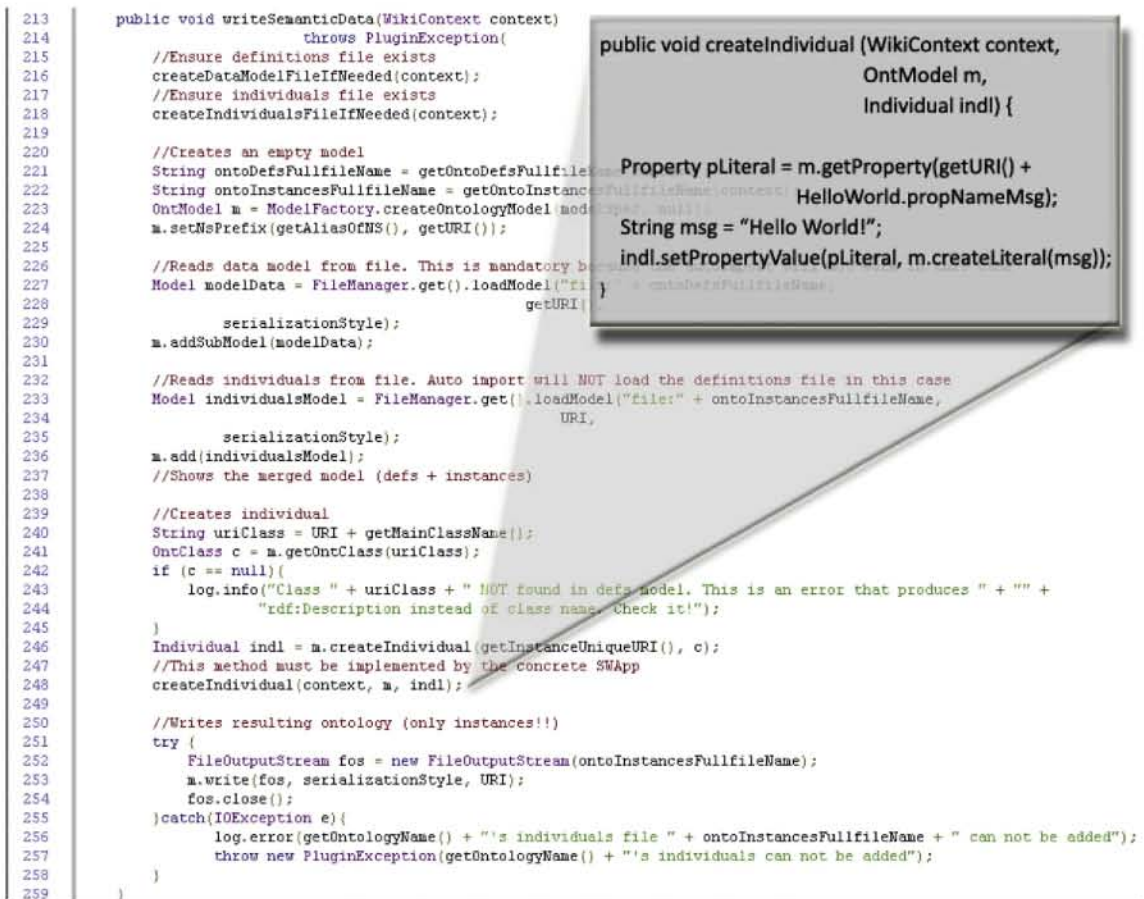 213 public void writeSemanticData(WikiContext context)
214 throws PluginException{
215 //Ensure definitions file exists
216 createDataModelFileIfNeeded(context);
217 //Ensure individuals file exists
218 createIndividualsFileIfNeeded(context);
219
220 //Creates an empty model
221 String ontoDefsFullfileName = getOntoDefsFullfile
222 String ontoInstancesFullfileName = getOntoInstancesFullfileName(context)
223 OntModel m = ModelFactory.createOntologyModel(
224 m.setNsPrefix(getAliasOfNS(), getURI());
225
226 //Reads data model from file. This is mandatory
227 Model modelData = FileManager.get().loadModel("file:" + ontoDefsFullfileName,
228 getURI()
229 serializationStyle);
230 m.addSubModel(modelData);
231
232 //Reads individuals from file. Auto import will NOT load the definitions file in this case
233 Model individualsModel = FileManager.get().loadModel("file:" + ontoInstancesFullfileName,
234 URI,
235 serializationStyle);
236 m.add(individualsModel);
237 //Shows the merged model (defs + instances)
238
239 //Creates individual
240 String uriClass = URI + getMainClassName();
241 OntClass c = m.getOntClass(uriClass);
242 if (c == null){
243 log.info("Class " + uriClass + " NOT found in defs model. This is an error that produces " + "" +
244 "rdf:Description instead of class name. Check it!");
245 }
246 Individual indl = m.createIndividual(getInstanceUniqueURI(), c);
247 //This method must be implemented by the concrete SWApp
248 createIndividual(context, m, indl);
249
250 //Writes resulting ontology (only instances!!)
251 try {
252 FileOutputStream fos = new FileOutputStream(ontoInstancesFullfileName);
253 m.write(fos, serializationStyle, URI);
254 fos.close();
255 }catch(IOException e){
256 log.error(getOntologyName() + "'s individuals file " + ontoInstancesFullfileName + " can not be added");
257 throw new PluginException(getOntologyName() + "'s individuals can not be added");
258 }
259 }
public void createIndividual (WikiContext context,
OntModel m,
Individual indl) {
Property pLiteral = m.getProperty(getURI() +
HelloWorld.propNameMsg);
String msg = “Hello World!”;
indl.setPropertyValue(pLiteral, m.createLiteral(msg));
}